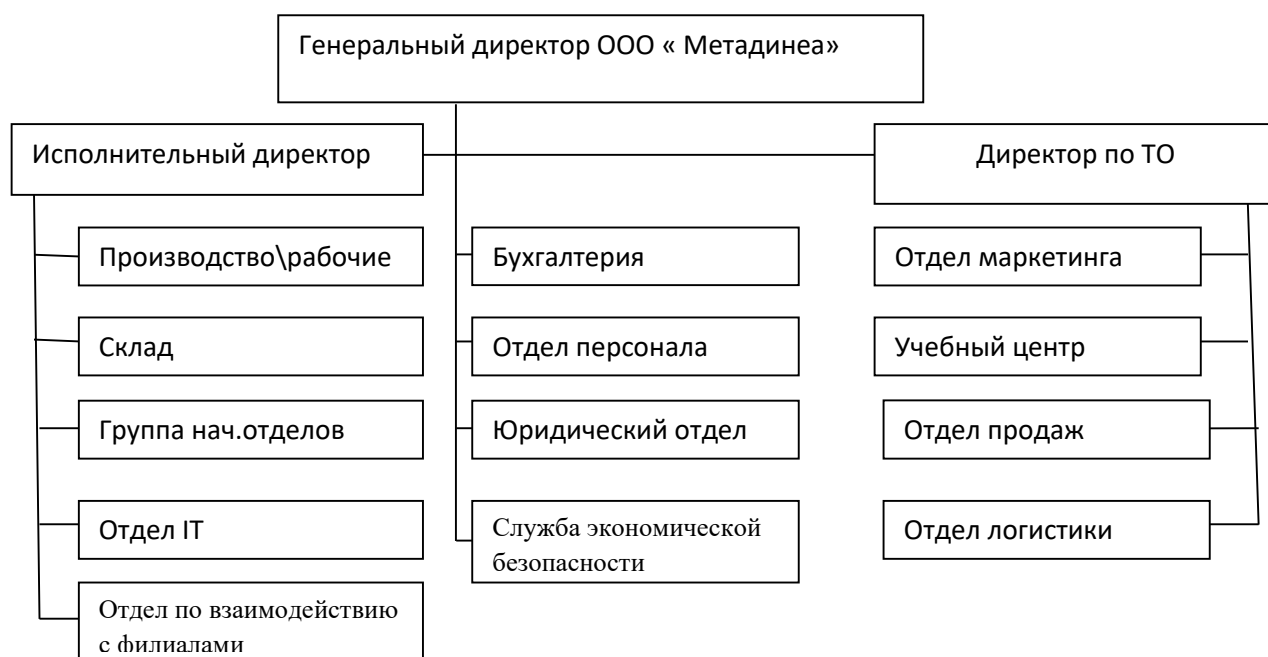 Генеральный директор ООО « Метадинеа»
Исполнительный директор
Директор по ТО
Производство\рабочие
Бухгалтерия
Отдел маркетинга
Склад
Отдел персонала
Учебный центр
Группа нач.отделов
Юридический отдел
Отдел продаж
Отдел IT
Служба экономической
безопасности
Отдел логистики
Отдел по взаимодействию
с филиалами